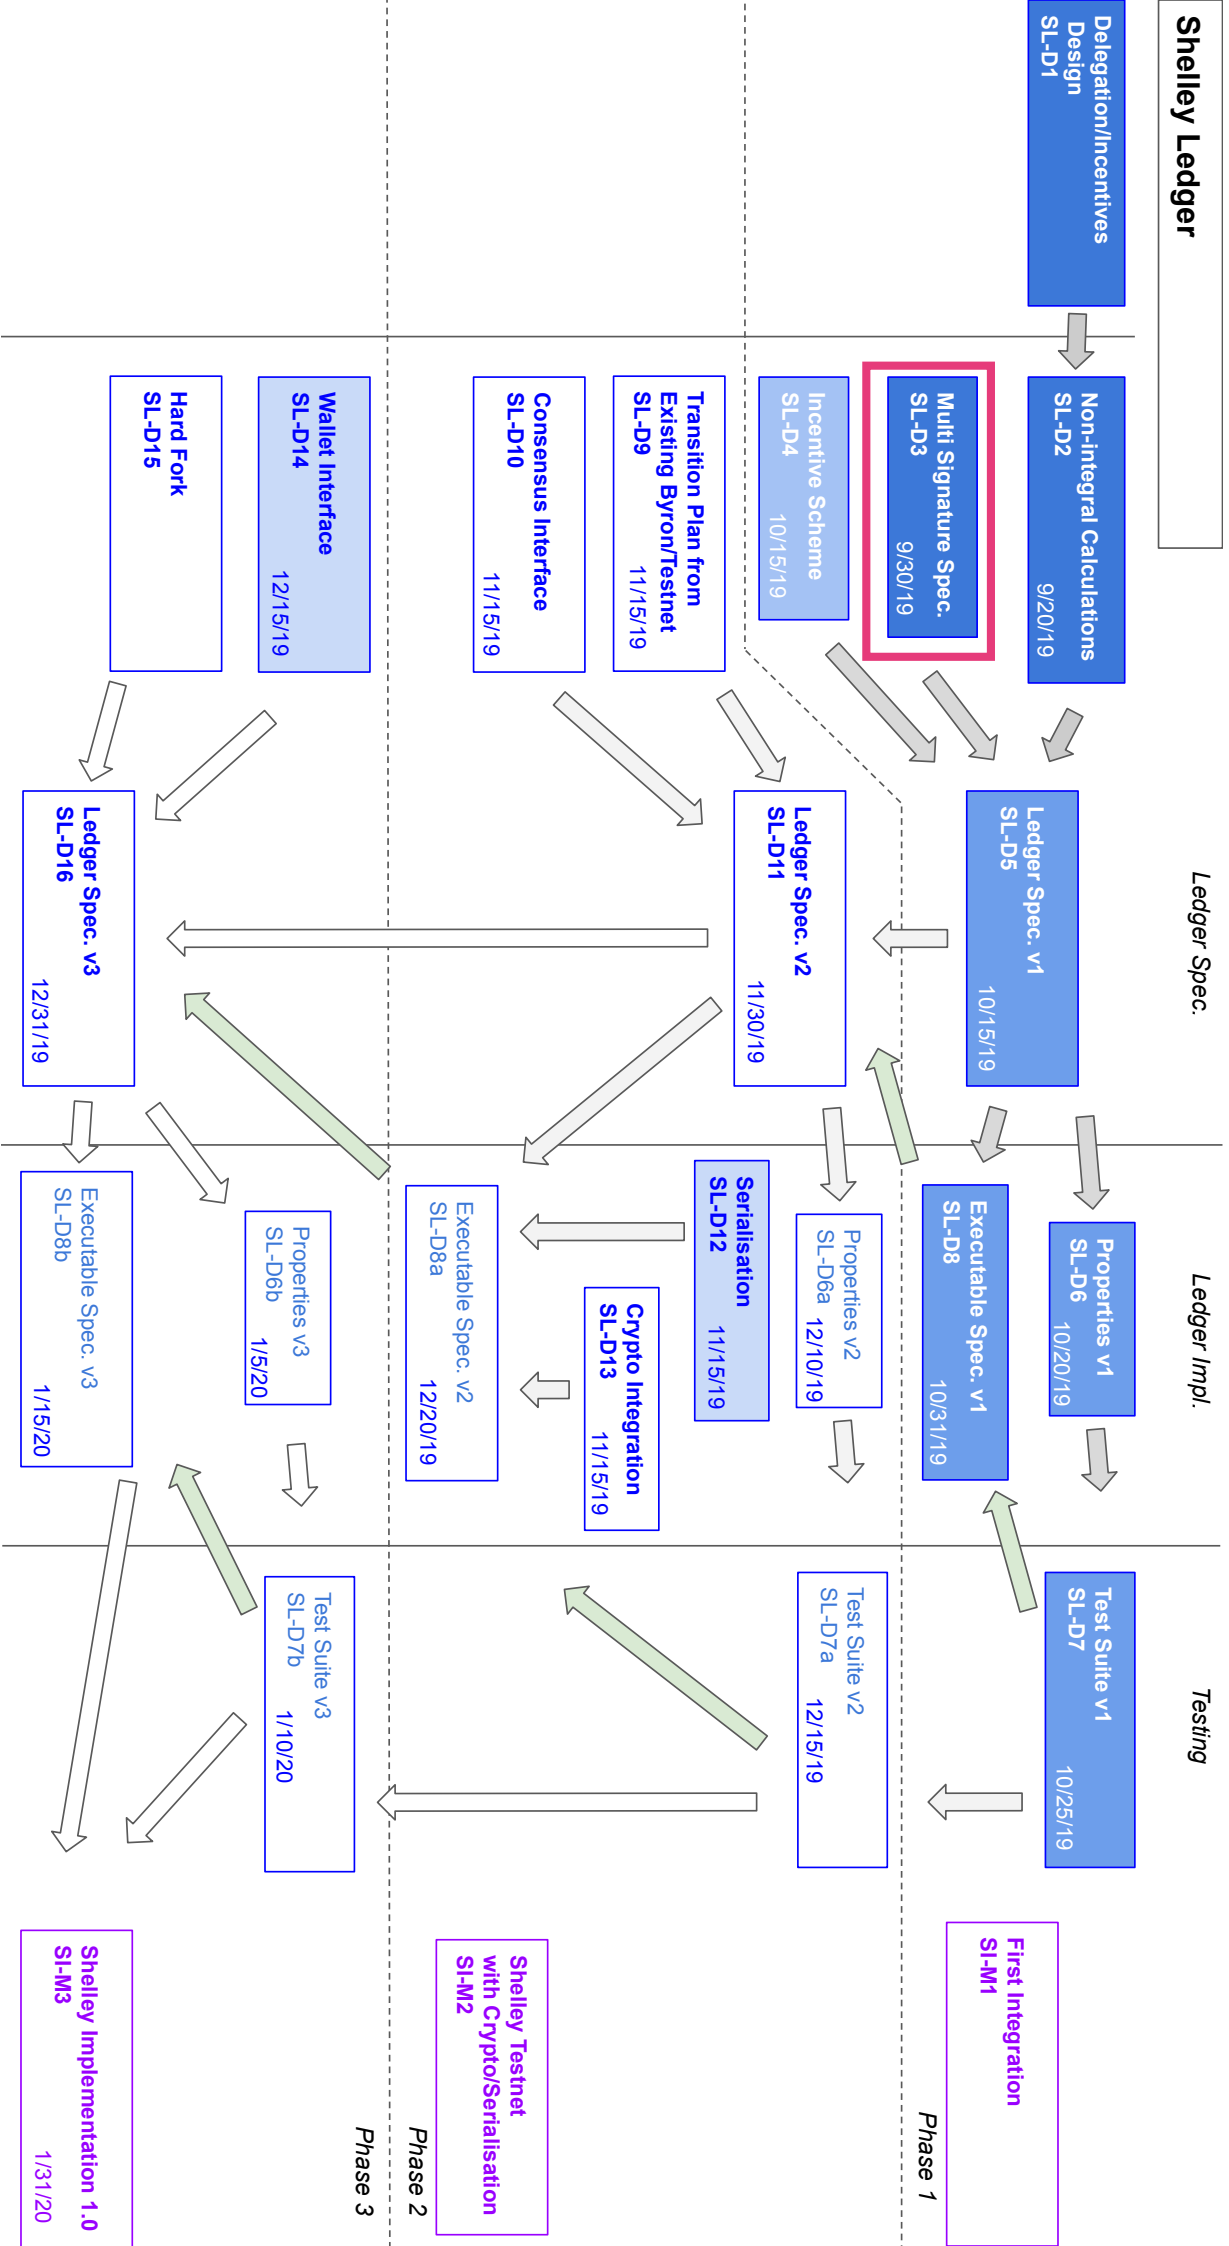 Shelley Ledger
Ledger Spec.
Ledger Impl.
Testing
Delegation/Incentives
Design
SL-D1
Non-integral Calculations
SL-D2
9/20/19
Multi Signature Spec.
SL-D3
9/30/19
Incentive Scheme
SL-D4
10/15/19
Ledger Spec. v1
SL-D5
10/15/19
Properties v1
SL-D6
10/20/19
Executable Spec. v1
SL-D8
10/31/19
Test Suite v1
SL-D7
10/25/19
First Integration
SI-M1
Phase 1
Transition Plan from
Existing Byron/Testnet
SL-D9
11/15/19
Consensus Interface
SL-D10
11/15/19
Ledger Spec. v2
SL-D11
11/30/19
Properties v2
SL-D6a
12/10/19
Serialisation
SL-D12
11/15/19
Crypto Integration
SL-D13
11/15/19
Executable Spec. v2
SL-D8a
12/20/19
Test Suite v2
SL-D7a
12/15/19
Shelley Testnet
with Crypto/Serialisation
SI-M2
Phase 2
Phase 3
Wallet Interface
SL-D14
12/15/19
Hard Fork
SL-D15
Ledger Spec. v3
SL-D16
12/31/19
Properties v3
SL-D6b
1/5/20
Executable Spec. v3
SL-D8b
1/15/20
Test Suite v3
SL-D7b
1/10/20
Shelley Implementation 1.0
SI-M3
1/31/20